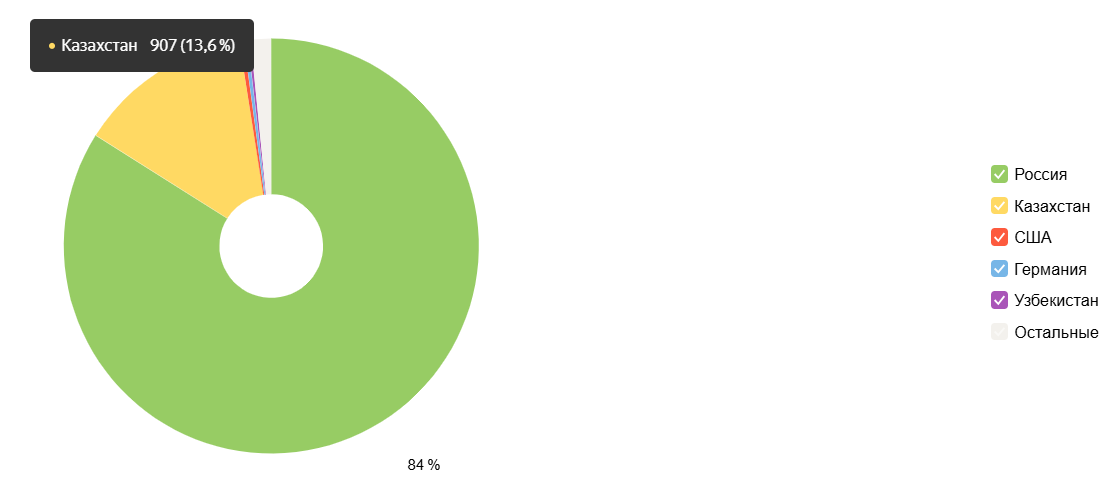 Казахстан 907 (13,6 %)
84 %
Россия
Казахстан
США
Германия
Узбекистан
Остальные